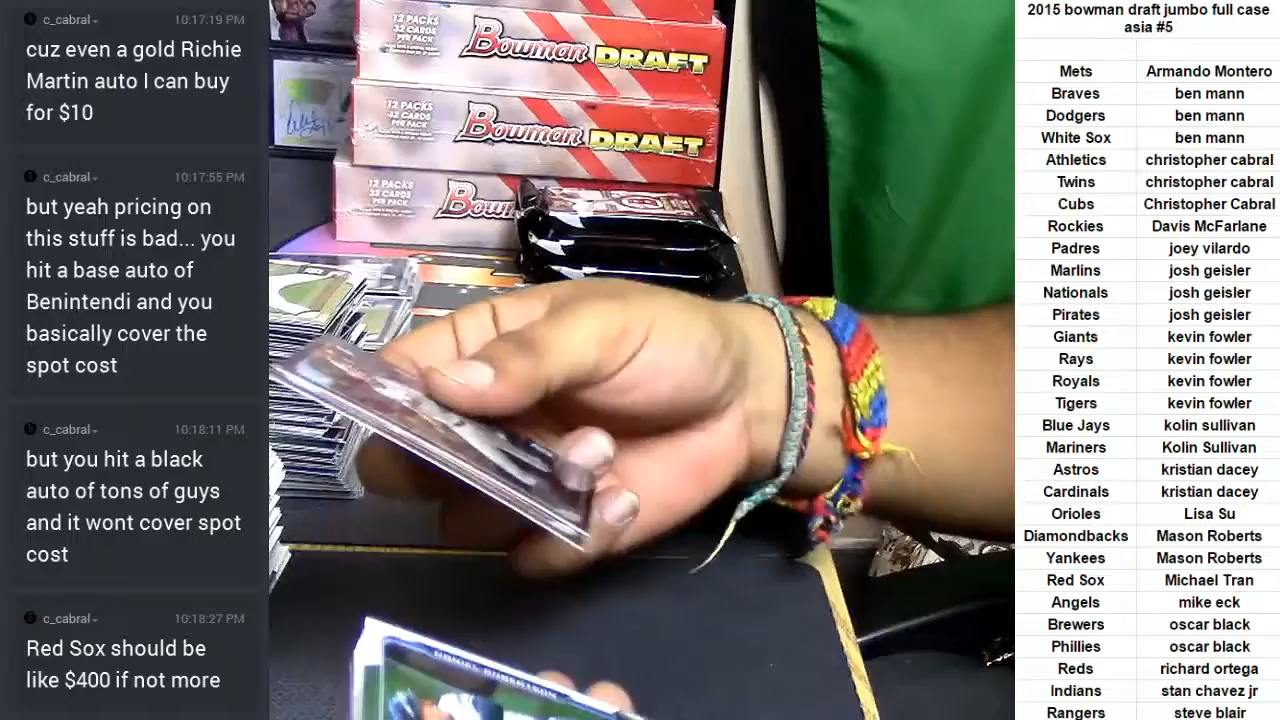 c_cabral 10:17:19 PM
cuz even a gold Richie
Martin auto I can buy
for $10
c_cabral 10:17:55 PM
but yeah pricing on
this stuff is bad... you
hit a base auto of
Benintendi and you
basically cover the
spot cost
c_cabral 10:18:11 PM
but you hit a black
auto of tons of guys
and it wont cover spot
cost
c_cabral 10:18:27 PM
Red Sox should be
like $400 if not more
12 PACKS
32 CARDS
PER PACK
Bowman DRAFT
12 PACKS
32 CARDS
PER PACK
Bowman DRAFT
12 PACKS
32 CARDS
PER PACK
DANIEL ROBERTSON
2015 bowman draft jumbo full case
asia #5
Mets Armando Montero
Braves ben mann
Dodgers ben mann
White Sox ben mann
Athletics christopher cabral
Twins christopher cabral
Cubs Christopher Cabral
Rockies Davis McFarlane
Padres joey vilardo
Marlins josh geisler
Nationals josh geisler
Pirates josh geisler
Giants kevin fowler
Rays kevin fowler
Royals kevin fowler
Tigers kevin fowler
Blue Jays kolin sullivan
Mariners Kolin Sullivan
Astros kristian dacey
Cardinals kristian dacey
Orioles Lisa Su
Diamondbacks Mason Roberts
Yankees Mason Roberts
Red Sox Michael Tran
Angels mike eck
Brewers oscar black
Phillies oscar black
Reds richard ortega
Indians stan chavez jr
Rangers steve blair